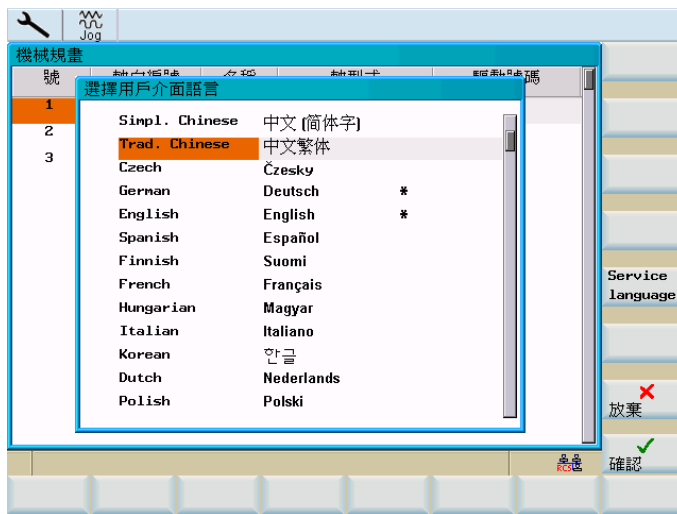 Jog
機械規畫
號
選擇用戶介面語言
1
2
3
Simpl. Chinese 中文 (简体字)
Trad. Chinese 中文繁体
Czech Česky
German Deutsch *
English English *
Spanish Español
Finnish Suomi
French Français
Hungarian Magyar
Italian Italiano
Korean 한글
Dutch Nederlands
Polish Polski
Service
language
放棄
RCS
確認